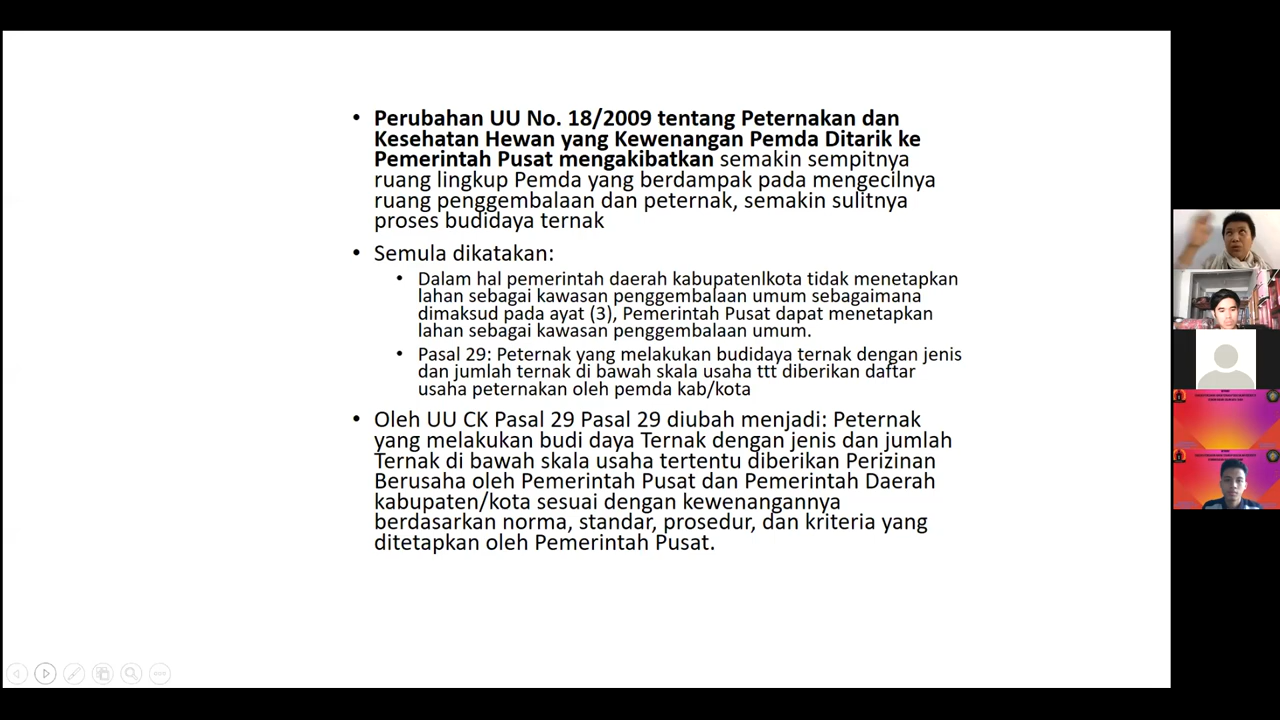 Perubahan UU No. 18/2009 tentang Peternakan dan
Kesehatan Hewan yang Kewenangan Pemda Ditarik ke
Pemerintah Pusat mengakibatkan semakin sempitnya
ruang lingkup Pemda yang berdampak pada mengecilnya
ruang penggembalaan dan peternak, semakin sulitnya
proses budidaya ternak
Semula dikatakan:
Dalam hal pemerintah daerah kabupatenlkota tidak menetapkan
lahan sebagai kawasan penggembalaan umum sebagaimana
dimaksud pada ayat (3), Pemerintah Pusat dapat menetapkan
lahan sebagai kawasan penggembalaan umum.
Pasal 29: Peternak yang melakukan budidaya ternak dengan jenis
dan jumlah ternak di bawah skala usaha ttt diberikan daftar
usaha peternakan oleh pemda kab/kota
Oleh UU CK Pasal 29 Pasal 29 diubah menjadi: Peternak
yang melakukan budi daya Ternak dengan jenis dan jumlah
Ternak di bawah skala usaha tertentu diberikan Perizinan
Berusaha oleh Pemerintah Pusat dan Pemerintah Daerah
kabupaten/kota sesuai dengan kewenangannya
berdasarkan norma, standar, prosedur, dan kriteria yang
ditetapkan oleh Pemerintah Pusat.